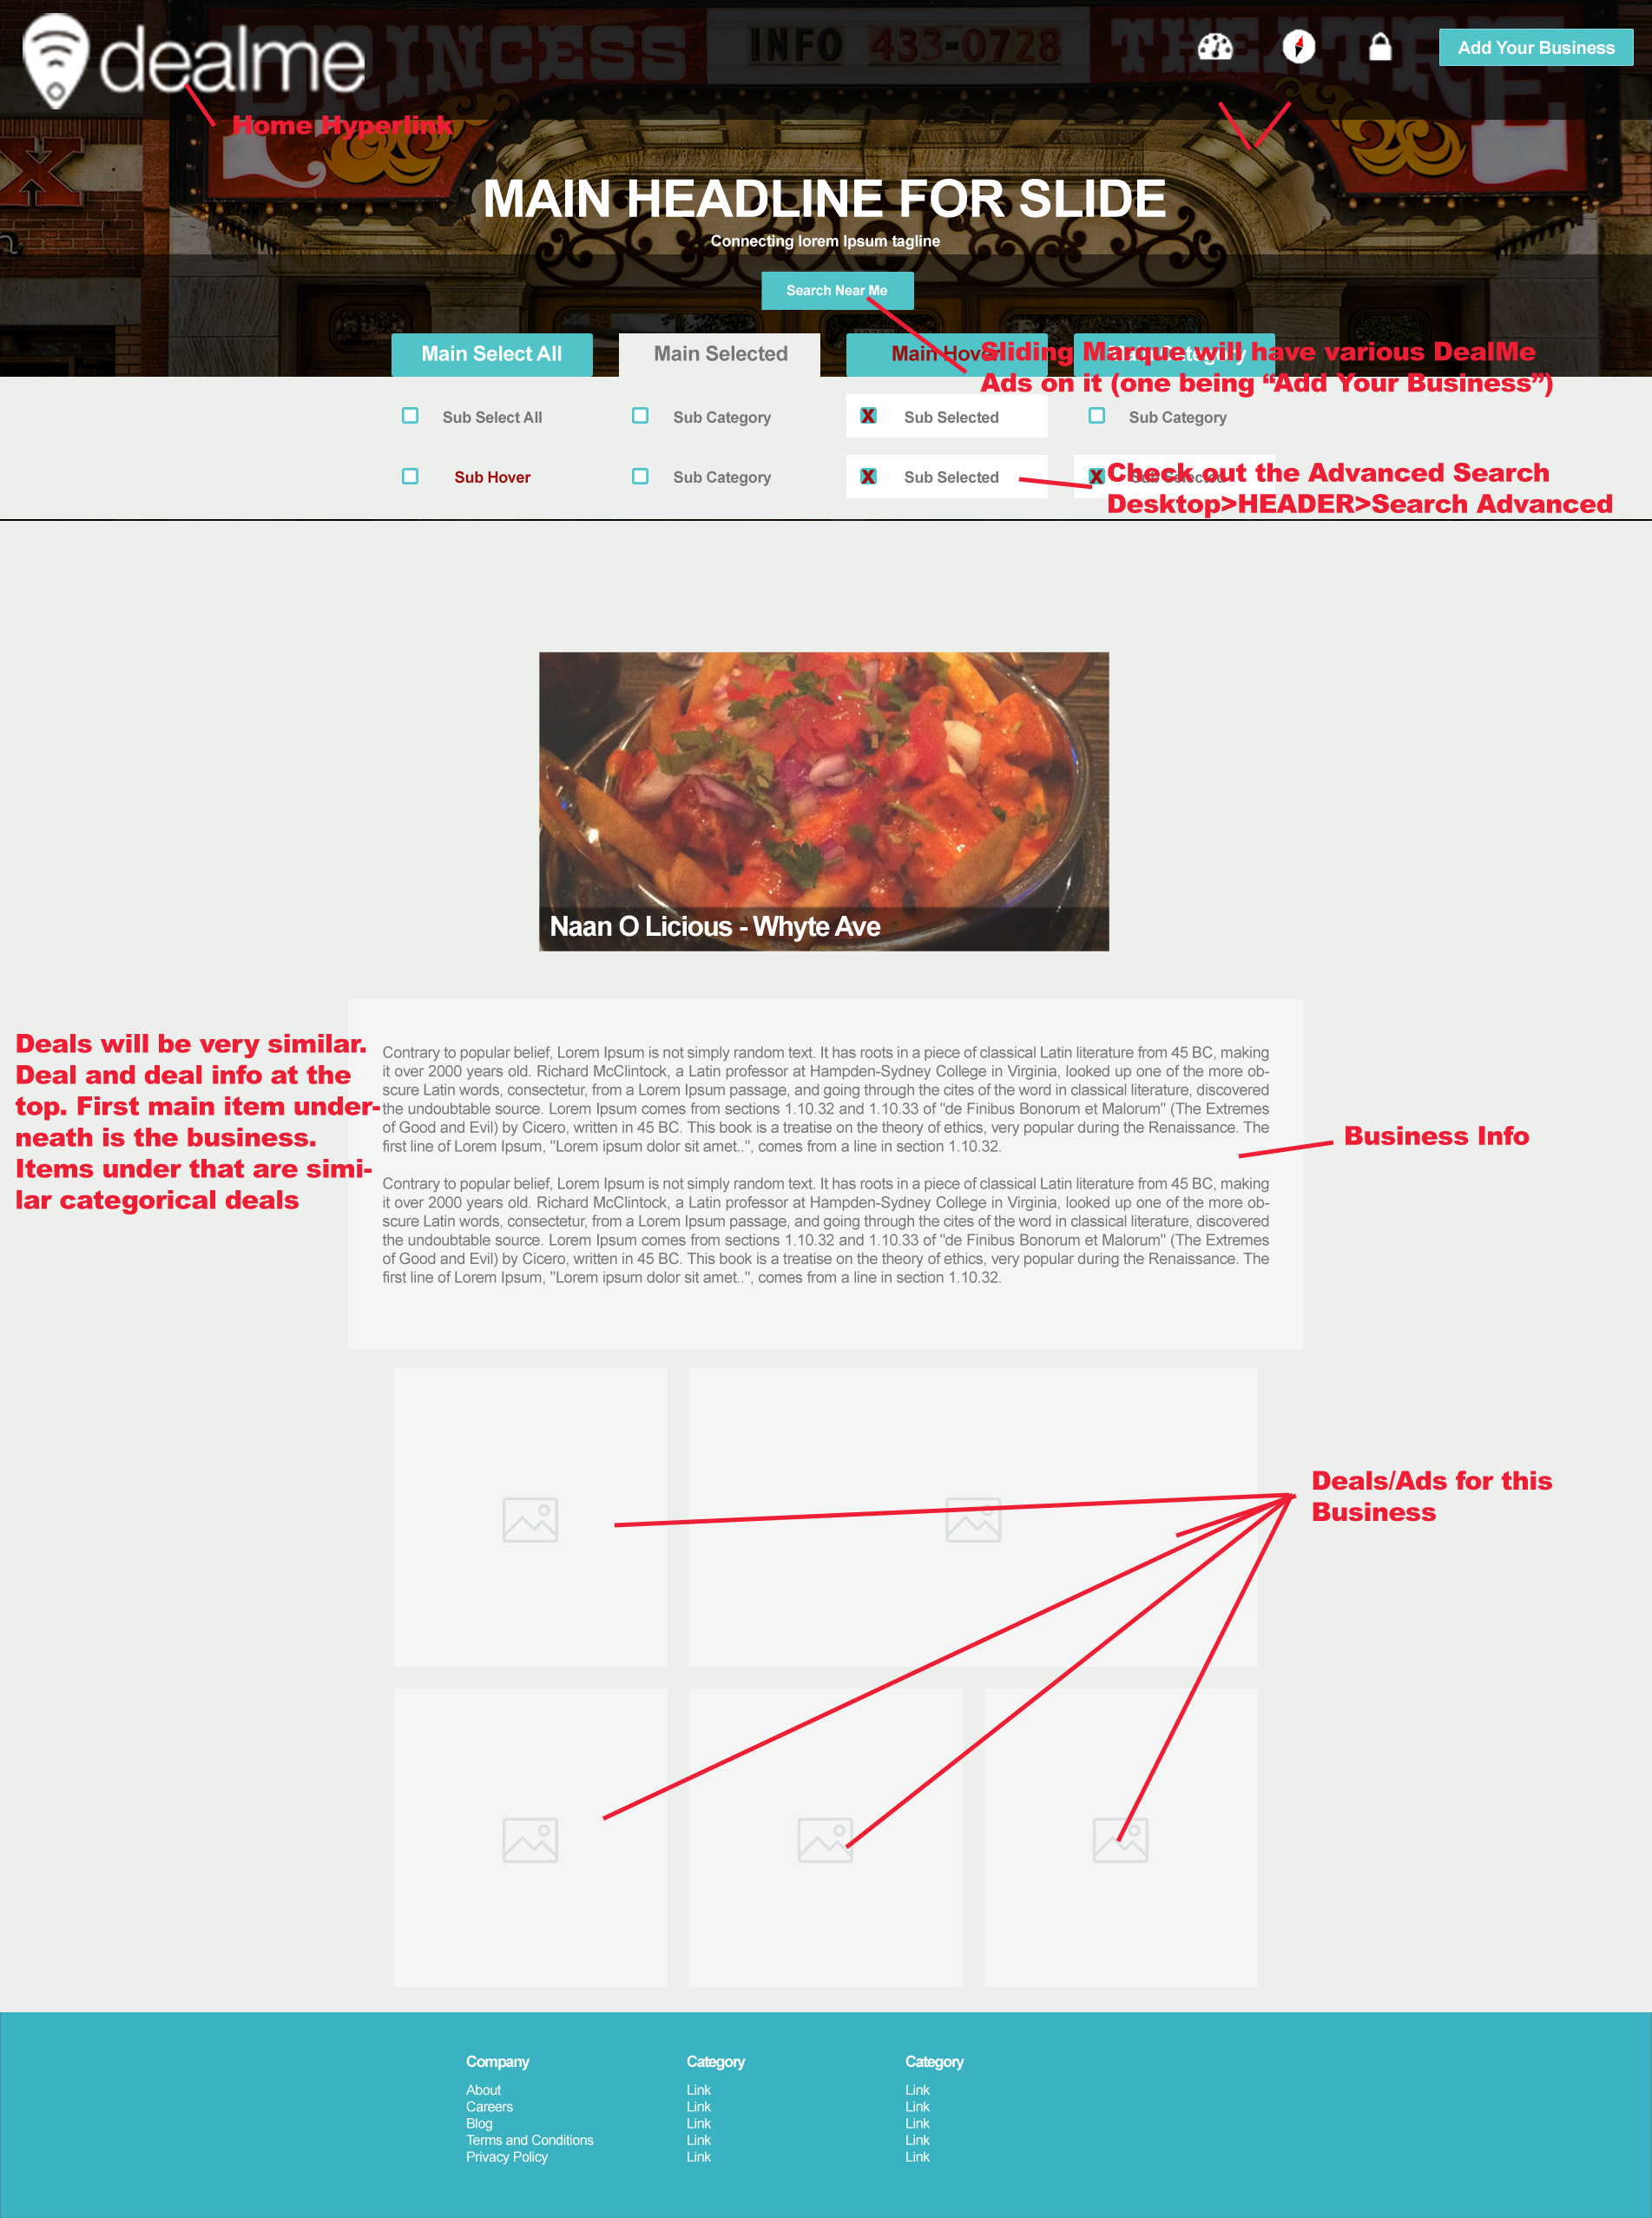 dealme
PRINCESS
INFO 433-0728
THEATRE
Add Your Business
Home Hyperlink
MAIN HEADLINE FOR SLIDE
Connecting lorem Ipsum tagline
Search Near Me
Main Select All
Main Selected
Main Hover
Main Category
Sliding Marque will have various DealMe
Ads on it (one being “Add Your Business”)
Sub Select All
Sub Category
X Sub Selected
Sub Category
Sub Hover
Sub Category
X Sub Selected
X Sub Selected
Check out the Advanced Search
Desktop>HEADER>Search Advanced
Naan O Licious - Whyte Ave
Deals will be very similar.
Deal and deal info at the
top. First main item under-
neath is the business.
Items under that are simi-
lar categorical deals
Contrary to popular belief, Lorem Ipsum is not simply random text. It has roots in a piece of classical Latin literature from 45 BC, making
it over 2000 years old. Richard McClintock, a Latin professor at Hampden-Sydney College in Virginia, looked up one of the more ob-
scure Latin words, consectetur, from a Lorem Ipsum passage, and going through the cites of the word in classical literature, discovered
the undoubtable source. Lorem Ipsum comes from sections 1.10.32 and 1.10.33 of "de Finibus Bonorum et Malorum" (The Extremes
of Good and Evil) by Cicero, written in 45 BC. This book is a treatise on the theory of ethics, very popular during the Renaissance. The
first line of Lorem Ipsum, "Lorem ipsum dolor sit amet..", comes from a line in section 1.10.32.
Contrary to popular belief, Lorem Ipsum is not simply random text. It has roots in a piece of classical Latin literature from 45 BC, making
it over 2000 years old. Richard McClintock, a Latin professor at Hampden-Sydney College in Virginia, looked up one of the more ob-
scure Latin words, consectetur, from a Lorem Ipsum passage, and going through the cites of the word in classical literature, discovered
the undoubtable source. Lorem Ipsum comes from sections 1.10.32 and 1.10.33 of "de Finibus Bonorum et Malorum" (The Extremes
of Good and Evil) by Cicero, written in 45 BC. This book is a treatise on the theory of ethics, very popular during the Renaissance. The
first line of Lorem Ipsum, "Lorem ipsum dolor sit amet..", comes from a line in section 1.10.32.
Business Info
Deals/Ads for this
Business
Company
About
Careers
Blog
Terms and Conditions
Privacy Policy
Category
Link
Link
Link
Link
Link
Category
Link
Link
Link
Link
Link